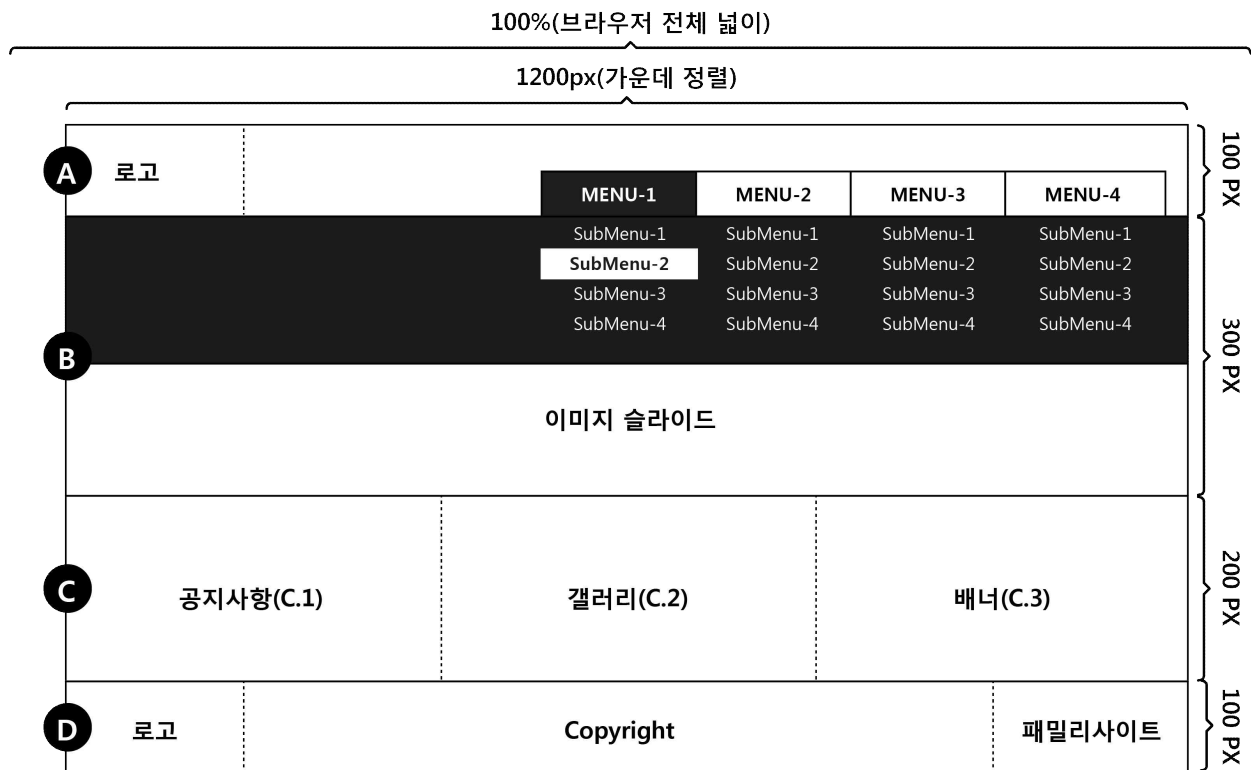 100%(브라우저 전체 넓이)
1200px(가운데 정렬)
A
로고
MENU-1 MENU-2 MENU-3 MENU-4
100 PX
SubMenu-1 SubMenu-1 SubMenu-1 SubMenu-1
SubMenu-2 SubMenu-2 SubMenu-2 SubMenu-2
SubMenu-3 SubMenu-3 SubMenu-3 SubMenu-3
SubMenu-4 SubMenu-4 SubMenu-4 SubMenu-4
B
300 PX
이미지 슬라이드
C
공지사항(C.1) 갤러리(C.2) 배너(C.3)
200 PX
D
로고 Copyright 패밀리사이트
100 PX